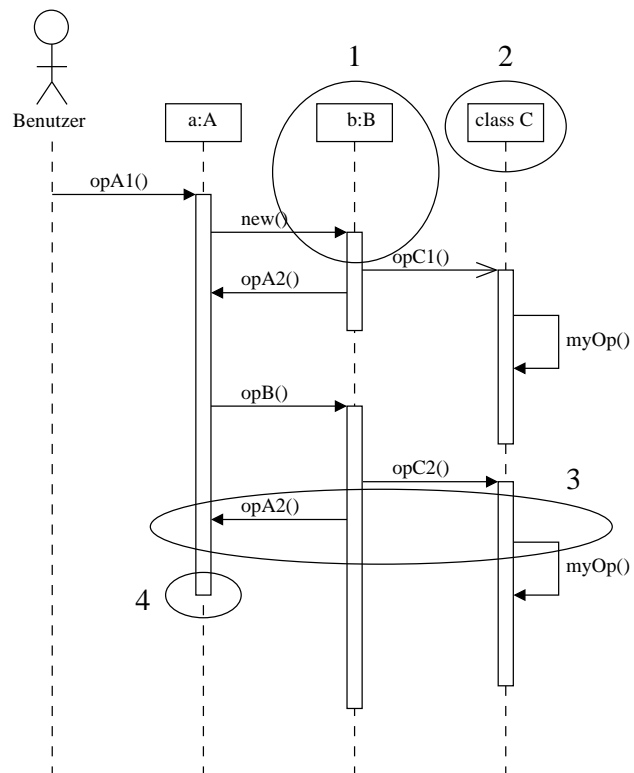 1
2
Benutzer
a:A
b:B
class C
opA1()
new()
opC1()
opA2()
myOp()
opB()
opC2()
3
opA2()
myOp()
4